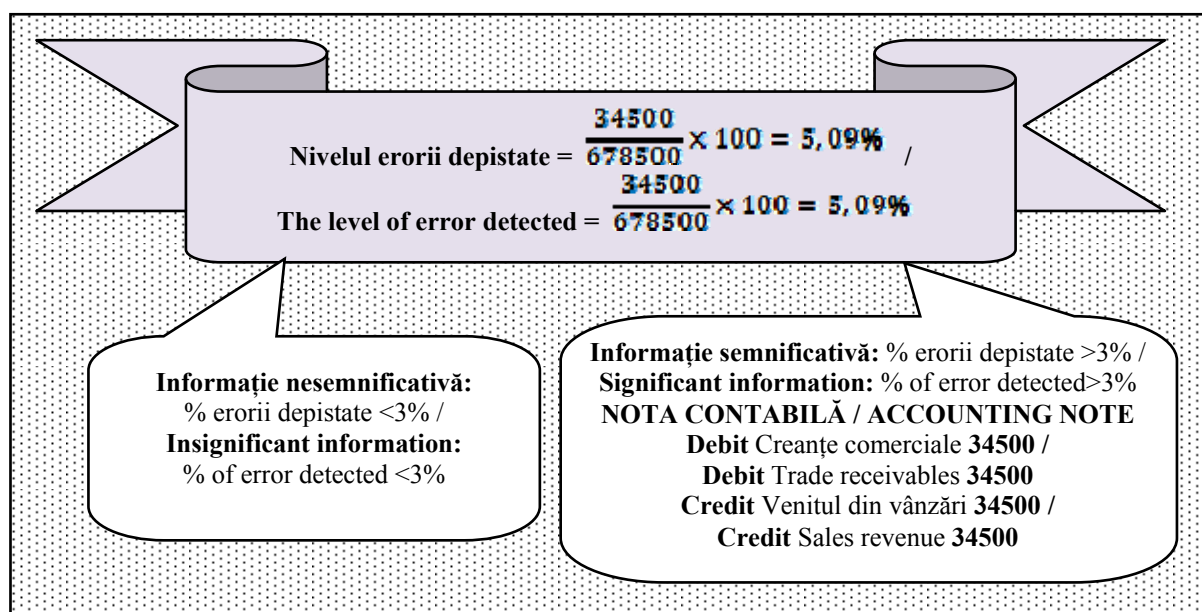 Nivelul erorii depistate = 34500/678500 × 100 = 5,09% /
The level of error detected = 34500/678500 × 100 = 5,09%
Informație nesemnificativă:
% erorii depistate <3% /
Insignificant information:
% of error detected <3%
Informație semnificativă: % erorii depistate >3% /
Significant information: % of error detected>3%
NOTA CONTABILĂ / ACCOUNTING NOTE
Debit Creanțe comerciale 34500 /
Debit Trade receivables 34500
Credit Venitul din vânzări 34500 /
Credit Sales revenue 34500